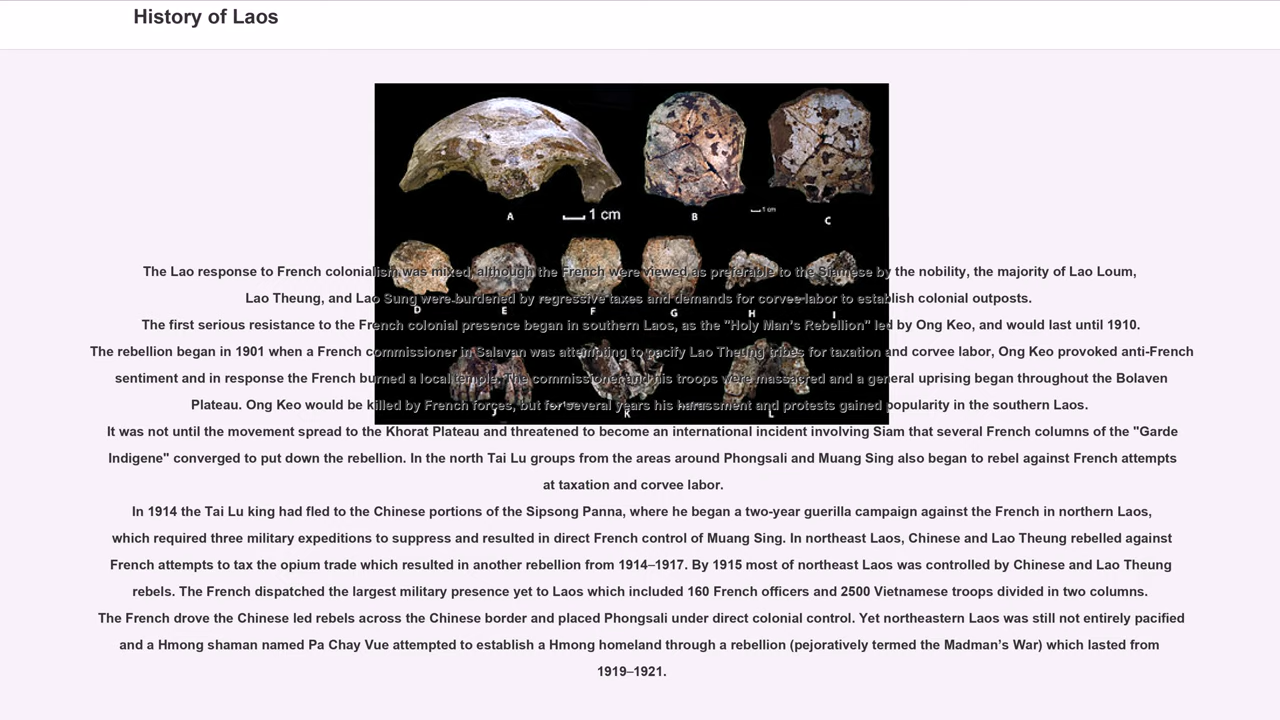 History of Laos
A
1 cm
B
1 cm
C
The Lao response to French colonialism was mixed, although the French were viewed as preferable to the Siamese by the nobility, the majority of Lao Loum,
Lao Theung, and Lao Sung were burdened by regressive taxes and demands for corvee labor to establish colonial outposts.
D
E
F
G
H
I
The first serious resistance to the French colonial presence began in southern Laos, as the "Holy Man's Rebellion" led by Ong Keo, and would last until 1910.
The rebellion began in 1901 when a French commissioner in Salavan was attempting to pacify Lao Theung tribes for taxation and corvee labor, Ong Keo provoked anti-French
sentiment and in response the French burned a local temple. The commissioner and his troops were massacred and a general uprising began throughout the Bolaven
Plateau. Ong Keo would be killed by French forces, but for several years his harassment and protests gained popularity in the southern Laos.
J
K
L
It was not until the movement spread to the Khorat Plateau and threatened to become an international incident involving Siam that several French columns of the "Garde
Indigene" converged to put down the rebellion. In the north Tai Lu groups from the areas around Phongsali and Muang Sing also began to rebel against French attempts
at taxation and corvee labor.
In 1914 the Tai Lu king had fled to the Chinese portions of the Sipsong Panna, where he began a two-year guerilla campaign against the French in northern Laos,
which required three military expeditions to suppress and resulted in direct French control of Muang Sing. In northeast Laos, Chinese and Lao Theung rebelled against
French attempts to tax the opium trade which resulted in another rebellion from 1914–1917. By 1915 most of northeast Laos was controlled by Chinese and Lao Theung
rebels. The French dispatched the largest military presence yet to Laos which included 160 French officers and 2500 Vietnamese troops divided in two columns.
The French drove the Chinese led rebels across the Chinese border and placed Phongsali under direct colonial control. Yet northeastern Laos was still not entirely pacified
and a Hmong shaman named Pa Chay Vue attempted to establish a Hmong homeland through a rebellion (pejoratively termed the Madman’s War) which lasted from
1919–1921.